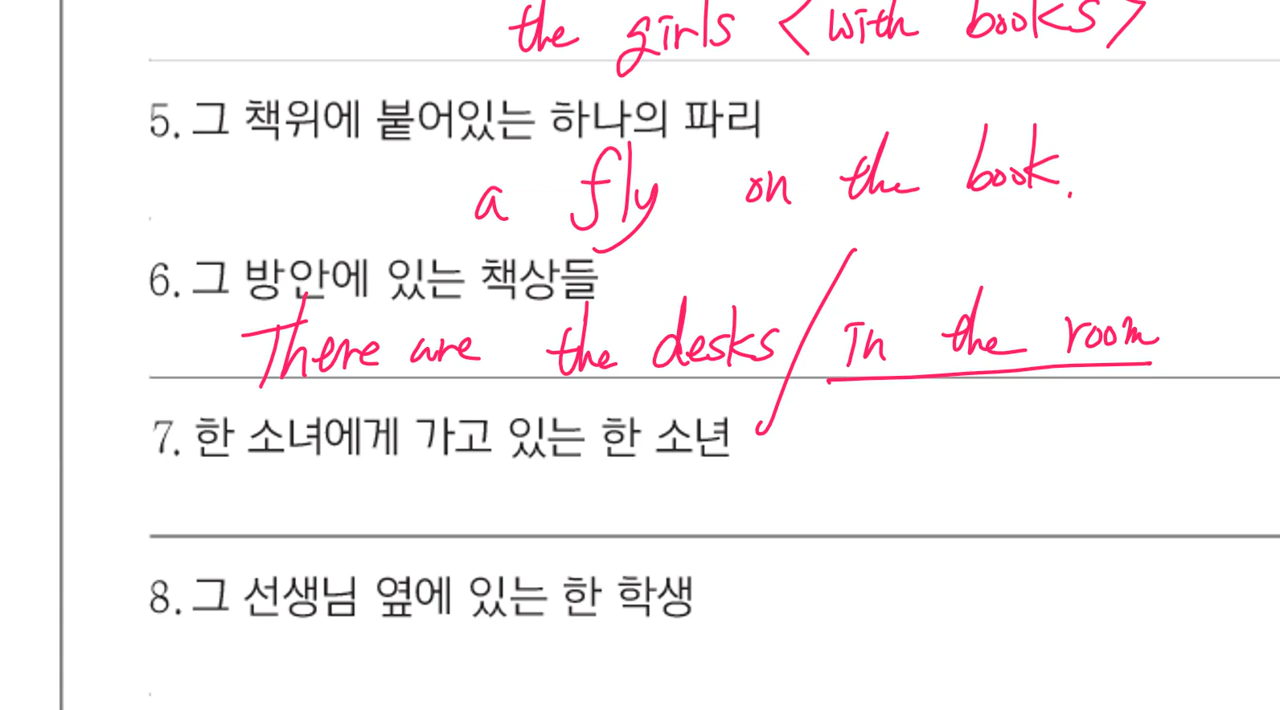 the girls < with books >
5. 그 책위에 붙어있는 하나의 파리
a fly on the book.
6. 그 방안에 있는 책상들
There are the desks / in the room
7. 한 소녀에게 가고 있는 한 소년
8. 그 선생님 옆에 있는 한 학생